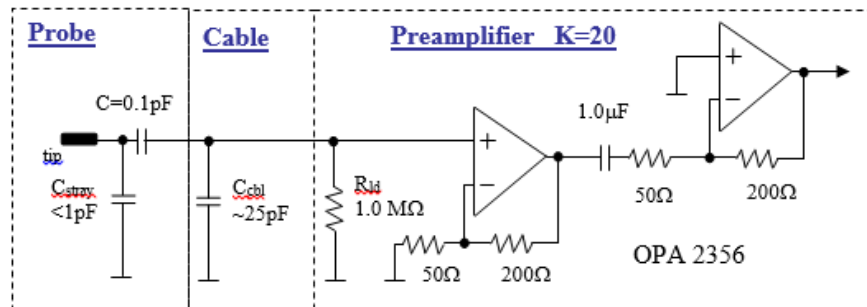 Probe
Cable
Preamplifier K=20
C=0.1pF
tip
Cstray
<1pF
Ccbl
~25pF
Rld
1.0 MΩ
+
−
50Ω
200Ω
1.0μF
50Ω
200Ω
+
−
OPA 2356